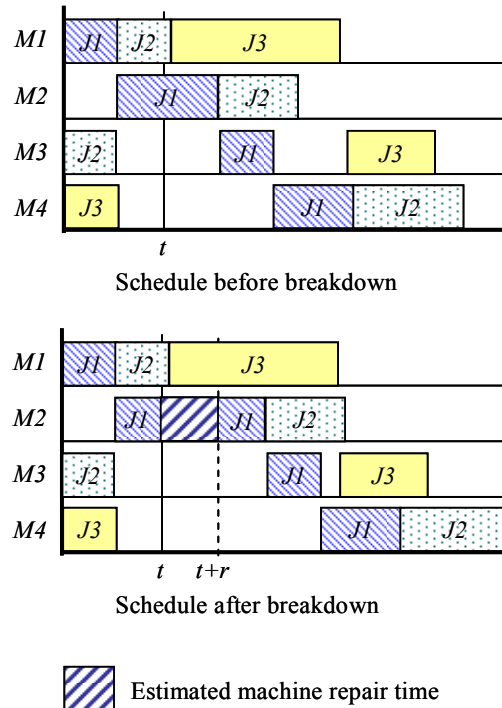 M1 J1 J2 J3
M2 J1 J2
M3 J2 J1 J3
M4 J3 J1 J2
t
Schedule before breakdown
M1 J1 J2 J3
M2 J1 J1 J2
M3 J2 J1 J3
M4 J3 J1 J2
t t+r
Schedule after breakdown
Estimated machine repair time